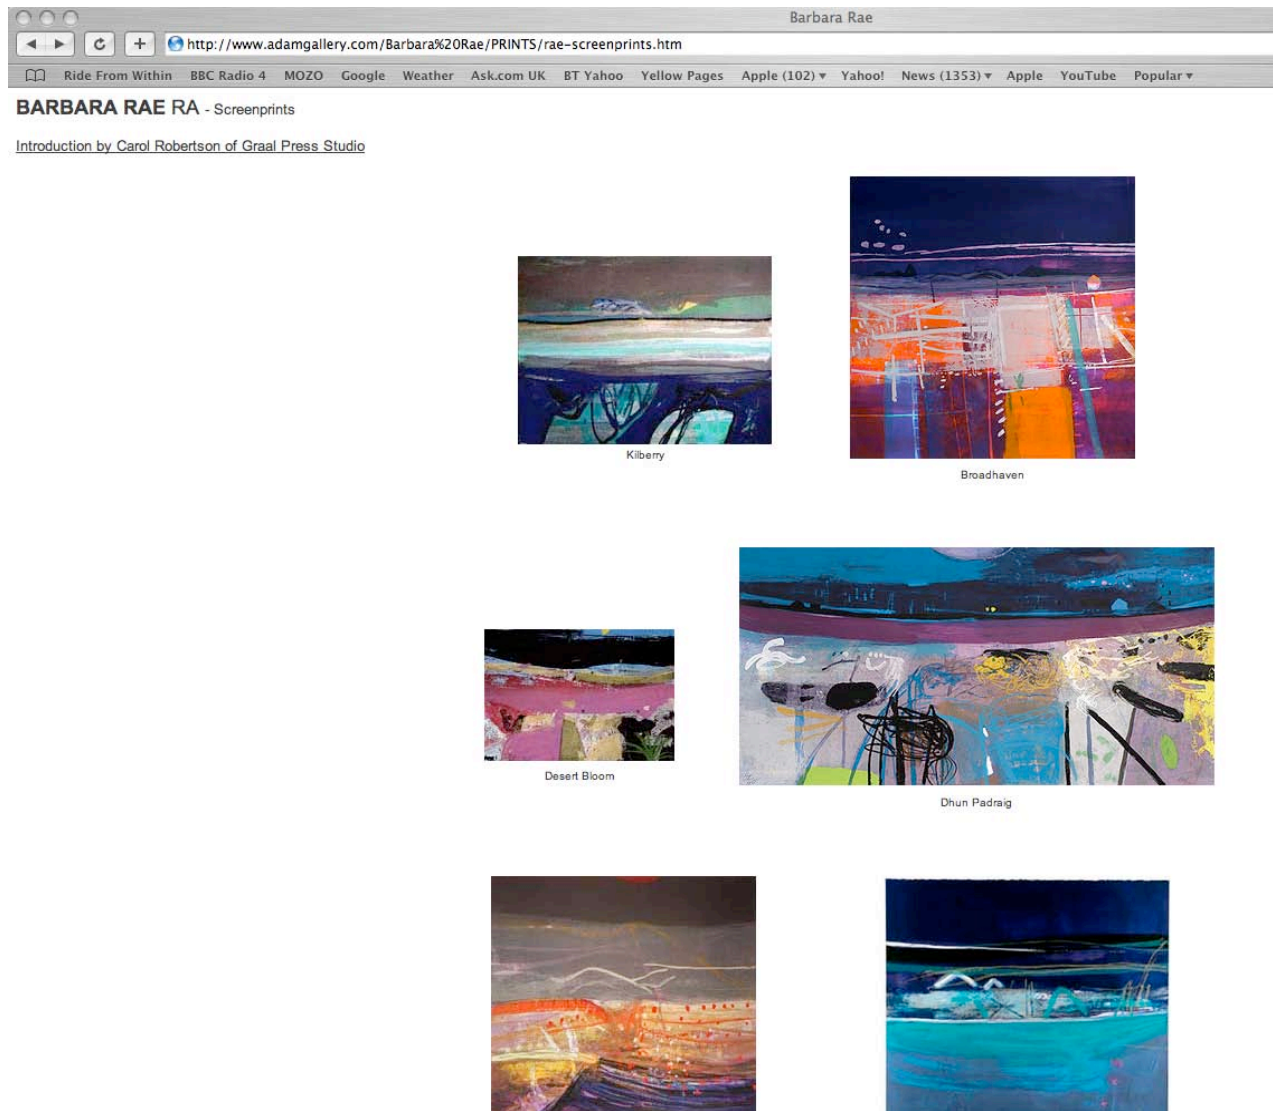 Barbara Rae
http://www.adamgallery.com/Barbara%20Rae/PRINTS/rae-screenprints.htm
Ride From Within BBC Radio 4 MOZO Google Weather Ask.com UK BT Yahoo Yellow Pages Apple (102) Yahoo! News (1353) Apple YouTube Popular
BARBARA RAE RA - Screenprints
Introduction by Carol Robertson of Graal Press Studio
Kilberry
Broadhaven
Desert Bloom
Dhun Padraig